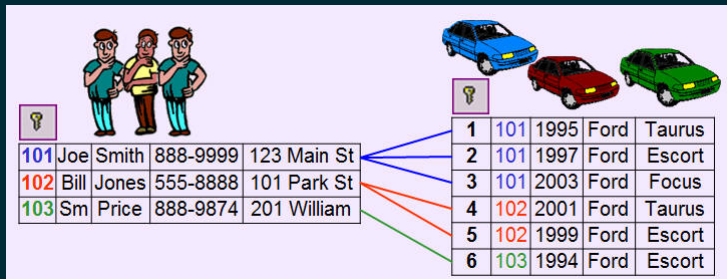 101 Joe Smith 888-9999 123 Main St
102 Bill Jones 555-8888 101 Park St
103 Sm Price 888-9874 201 William
1 101 1995 Ford Taurus
2 101 1997 Ford Escort
3 101 2003 Ford Focus
4 102 2001 Ford Taurus
5 102 1999 Ford Escort
6 103 1994 Ford Escort